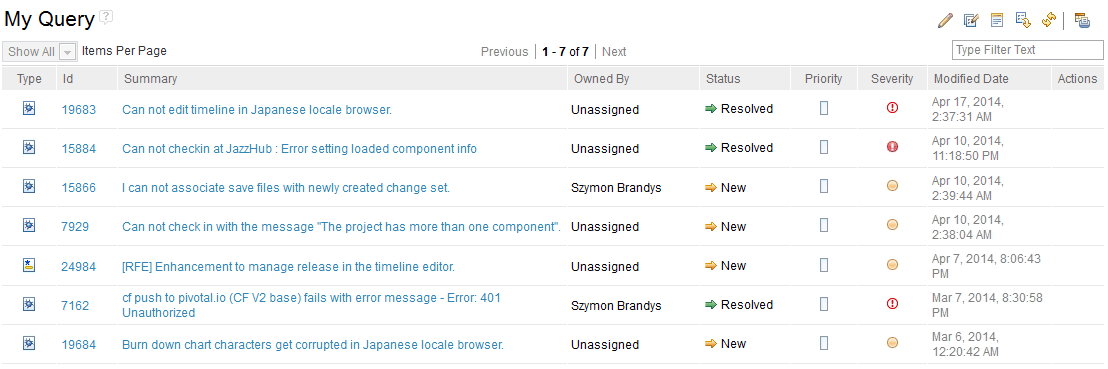 My Query ?
Show All Items Per Page Previous 1 - 7 of 7 Next Type Filter Text
Type Id Summary Owned By Status Priority Severity Modified Date Actions
19683 Can not edit timeline in Japanese locale browser. Unassigned Resolved Apr 17, 2014,
2:37:31 AM
15884 Can not checkin at JazzHub : Error setting loaded component info Unassigned Resolved Apr 10, 2014,
11:18:50 PM
15866 I can not associate save files with newly created change set. Szymon Brandys New Apr 10, 2014,
2:39:44 AM
7929 Can not check in with the message "The project has more than one component". Unassigned New Apr 10, 2014,
2:38:04 AM
24984 [RFE] Enhancement to manage release in the timeline editor. Unassigned New Apr 7, 2014, 8:06:43
PM
7162 cf push to pivotal.io (CF V2 base) fails with error message - Error: 401
Unauthorized Szymon Brandys Resolved Mar 7, 2014, 8:30:58
PM
19684 Burn down chart characters get corrupted in Japanese locale browser. Unassigned New Mar 6, 2014,
12:20:42 AM